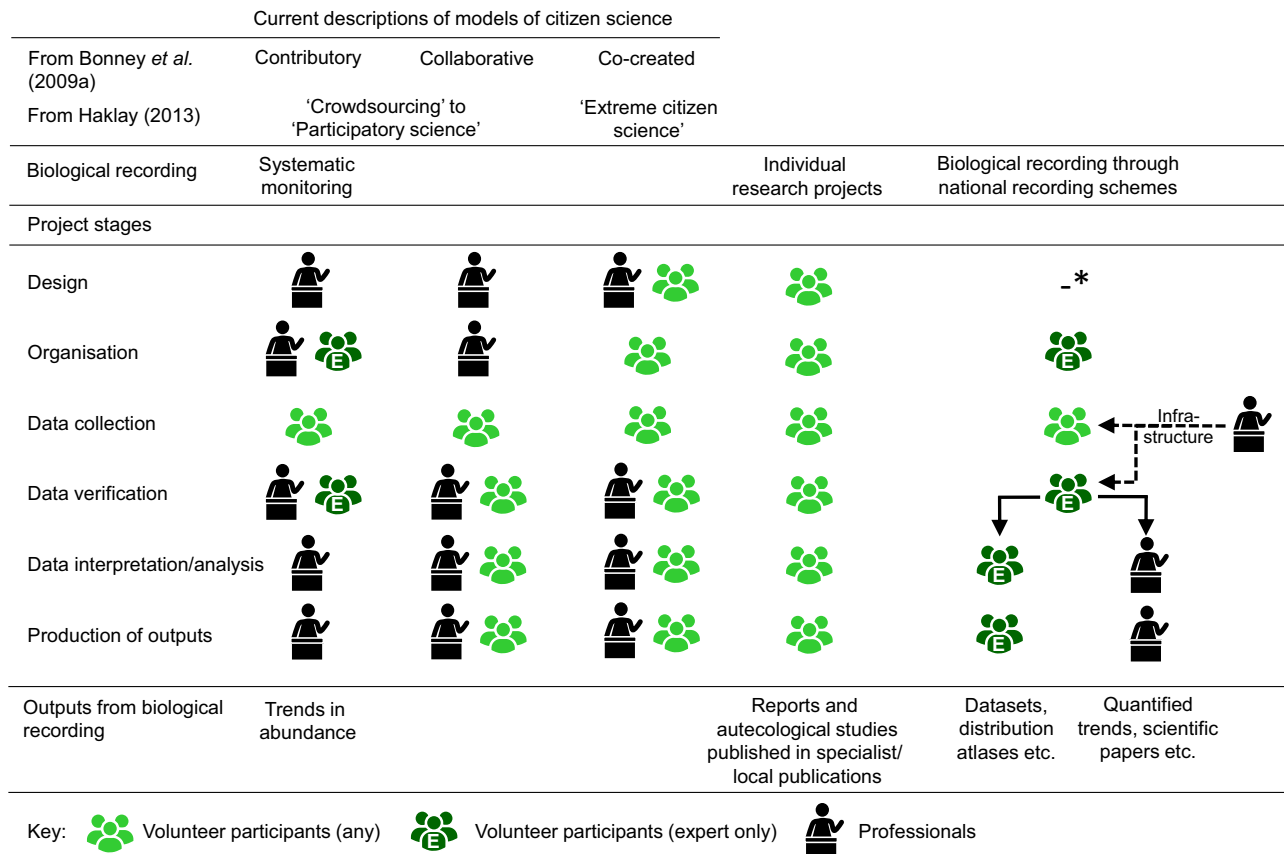 Current descriptions of models of citizen science
From Bonney et al.
(2009a)
Contributory
Collaborative
Co-created
From Haklay (2013)
‘Crowdsourcing’ to
‘Participatory science’
‘Extreme citizen
science’
Biological recording
Systematic
monitoring
Individual
research projects
Biological recording through
national recording schemes
Project stages
Design
-*
Organisation
E
E
Data collection
Infra-
structure
Data verification
E
E
Data interpretation/analysis
E
Production of outputs
E
Outputs from biological
recording
Trends in
abundance
Reports and
autecological studies
published in specialist/
local publications
Datasets,
distribution
atlases etc.
Quantified
trends, scientific
papers etc.
Key:
Volunteer participants (any)
E
Volunteer participants (expert only)
Professionals